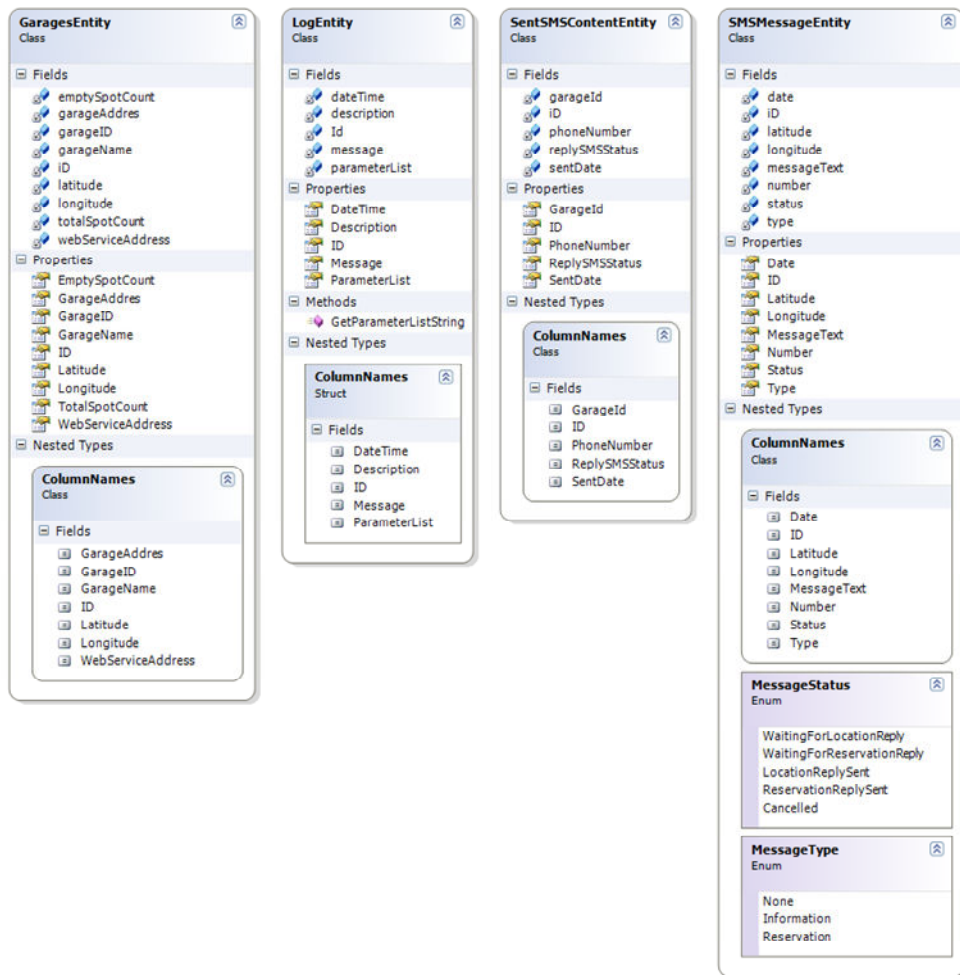 GaragesEntity
Class
Fields
emptySpotCount
garageAddres
garageID
garageName
iD
latitude
longitude
totalSpotCount
webServiceAddress
Properties
EmptySpotCount
GarageAddres
GarageID
GarageName
ID
Latitude
Longitude
TotalSpotCount
WebServiceAddress
Nested Types
ColumnNames
Class
Fields
GarageAddres
GarageID
GarageName
ID
Latitude
Longitude
WebServiceAddress
LogEntity
Class
Fields
dateTime
description
Id
message
parameterList
Properties
DateTime
Description
ID
Message
ParameterList
Methods
GetParameterListString
Nested Types
ColumnNames
Struct
Fields
DateTime
Description
ID
Message
ParameterList
SentSMSContentEntity
Class
Fields
garageId
iD
phoneNumber
replySMSStatus
sentDate
Properties
GarageId
ID
PhoneNumber
ReplySMSStatus
SentDate
Nested Types
ColumnNames
Class
Fields
GarageId
ID
PhoneNumber
ReplySMSStatus
SentDate
SMSMessageEntity
Class
Fields
date
iD
latitude
longitude
messageText
number
status
type
Properties
Date
ID
Latitude
Longitude
MessageText
Number
Status
Type
Nested Types
ColumnNames
Class
Fields
Date
ID
Latitude
Longitude
MessageText
Number
Status
Type
MessageStatus
Enum
WaitingForLocationReply
WaitingForReservationReply
LocationReplySent
ReservationReplySent
Cancelled
MessageType
Enum
None
Information
Reservation